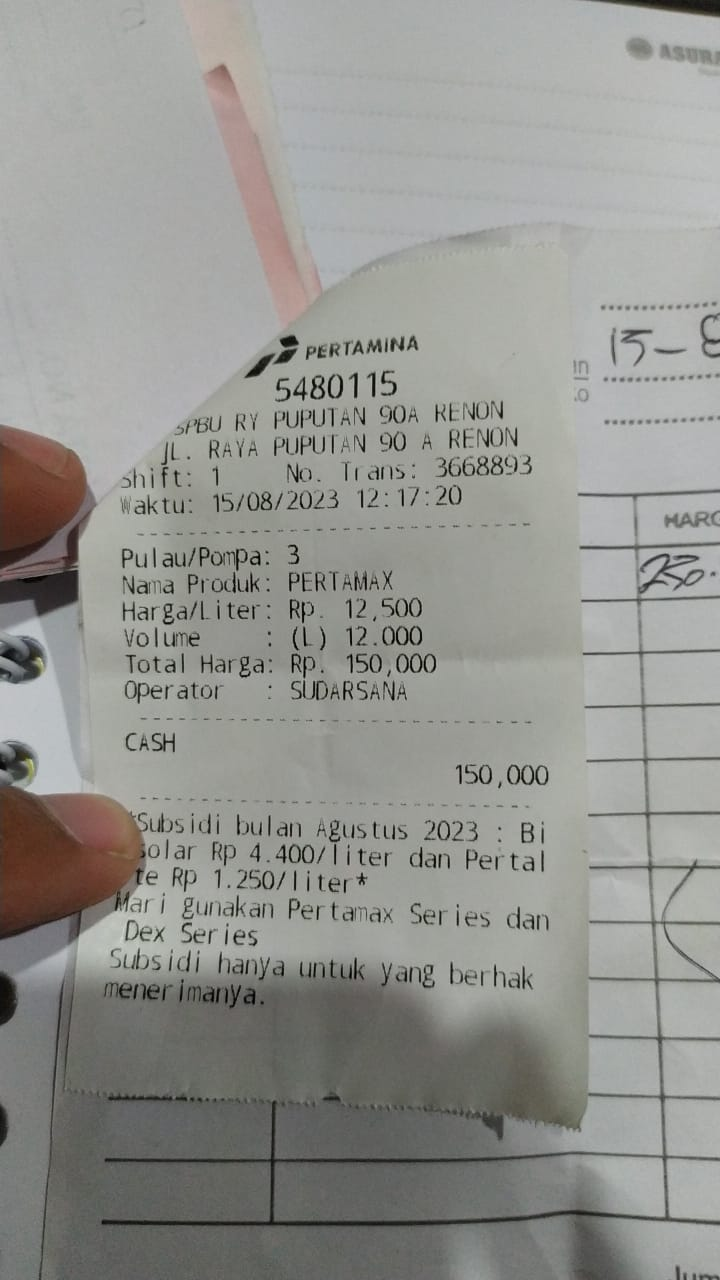 ASURA
PERTAMINA
5480115
SPBU RY PUPUTAN 90A RENON
JL. RAYA PUPUTAN 90 A RENON
Shift: 1 No. Trans: 3668893
Waktu: 15/08/2023 12:17:20
Pulau/Pompa: 3
Nama Produk: PERTAMAX
Harga/Liter: Rp. 12,500
Volume : (L) 12.000
Total Harga: Rp. 150,000
Operator : SUDARSANA
CASH
150,000
*Subsidi bulan Agustus 2023 : Bi
solar Rp 4.400/liter dan Pertal
te Rp 1.250/liter*
Mari gunakan Pertamax Series dan
Dex Series
Subsidi hanya untuk yang berhak
menerimanya.
15-8
HARG
250.